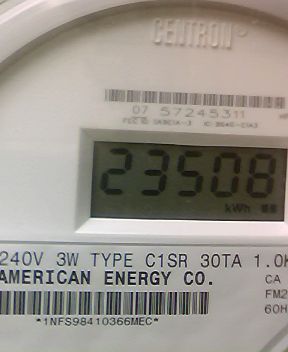 CENTRON®
07 57245311
23508
kWh
240V 3W TYPE C1SR 30TA 1.0K
AMERICAN ENERGY CO.
CA
FM2
60H
*1NFS98410366MEC*